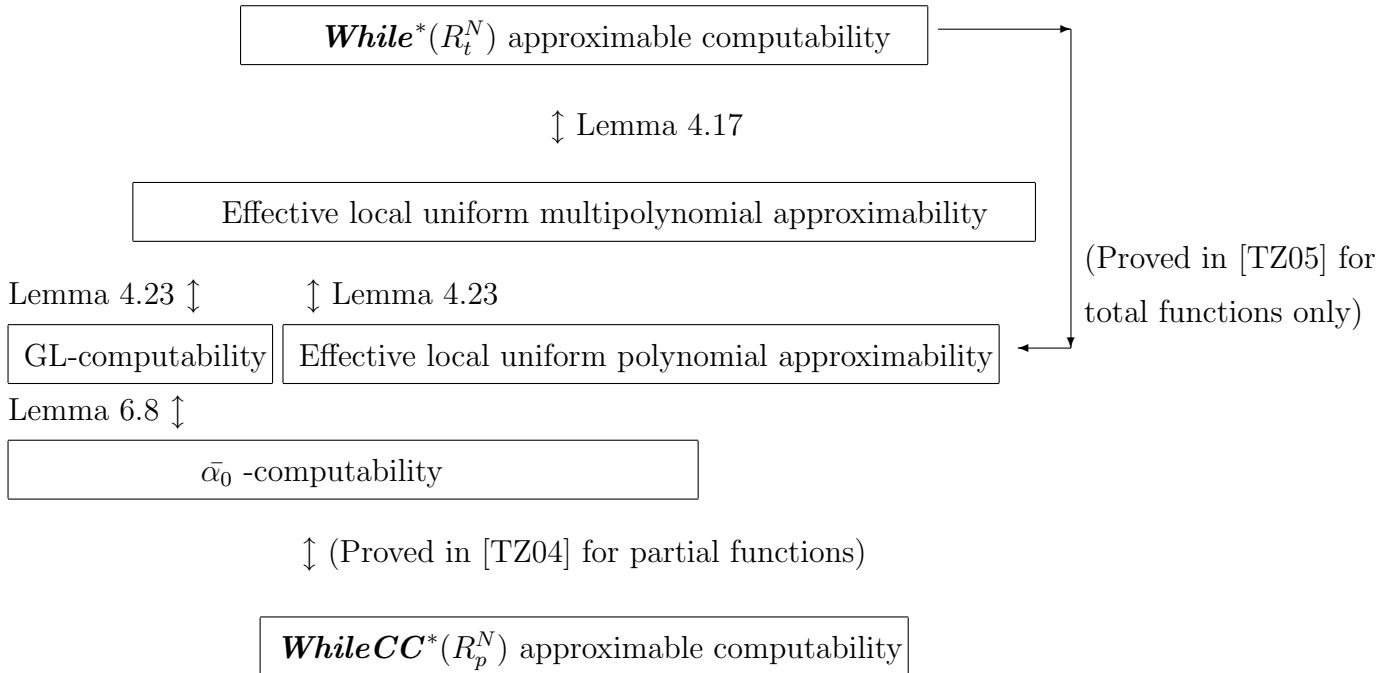 While*(R_t^N) approximable computability
↕ Lemma 4.17
Effective local uniform multipolynomial approximability
(Proved in [TZ05] for
total functions only)
Lemma 4.23 ↕ ↕ Lemma 4.23
GL-computability Effective local uniform polynomial approximability
Lemma 6.8 ↕
ᾱ₀ -computability
↕ (Proved in [TZ04] for partial functions)
WhileCC*(R_p^N) approximable computability